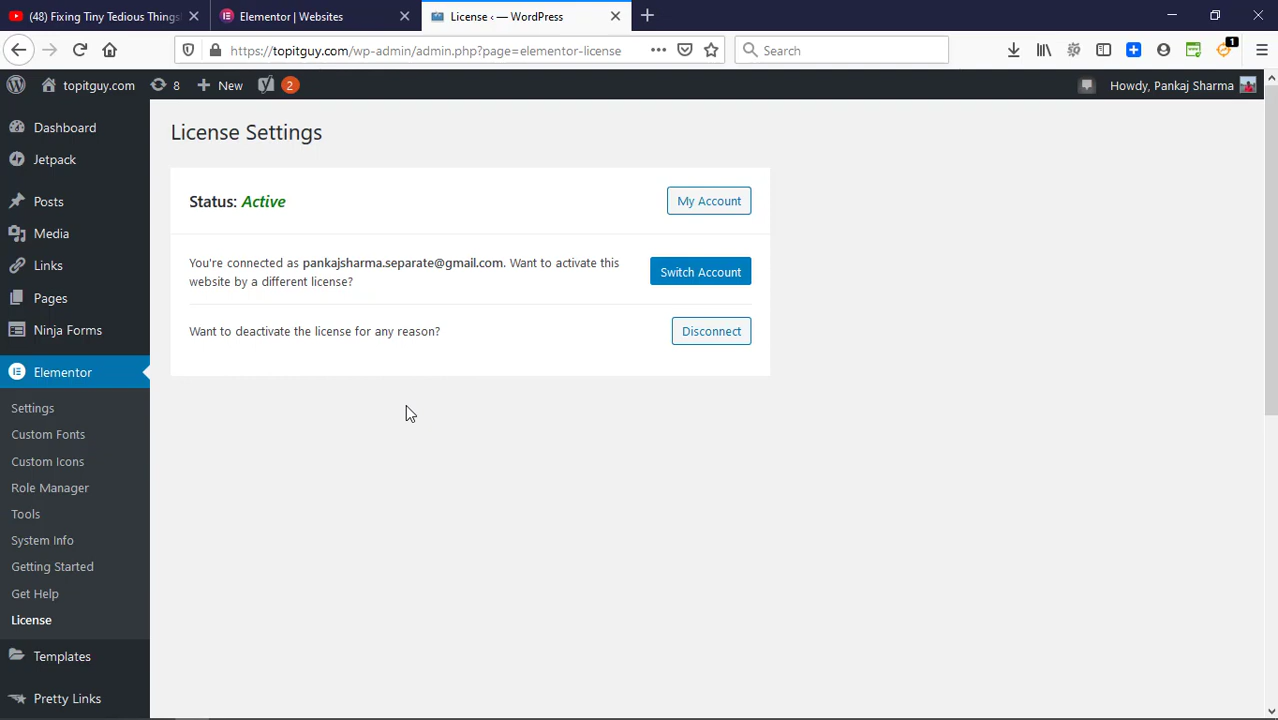 (48) Fixing Tiny Tedious Things!
Elementor | Websites
License ‹ — WordPress
https://topitguy.com/wp-admin/admin.php?page=elementor-license
Search
1
topitguy.com
8
New
2
Howdy, Pankaj Sharma
Dashboard
Jetpack
Posts
Media
Links
Pages
Ninja Forms
Elementor
Settings
Custom Fonts
Custom Icons
Role Manager
Tools
System Info
Getting Started
Get Help
License
Templates
Pretty Links
License Settings
Status: Active
My Account
You're connected as pankajsharma.separate@gmail.com. Want to activate this
website by a different license?
Switch Account
Want to deactivate the license for any reason?
Disconnect